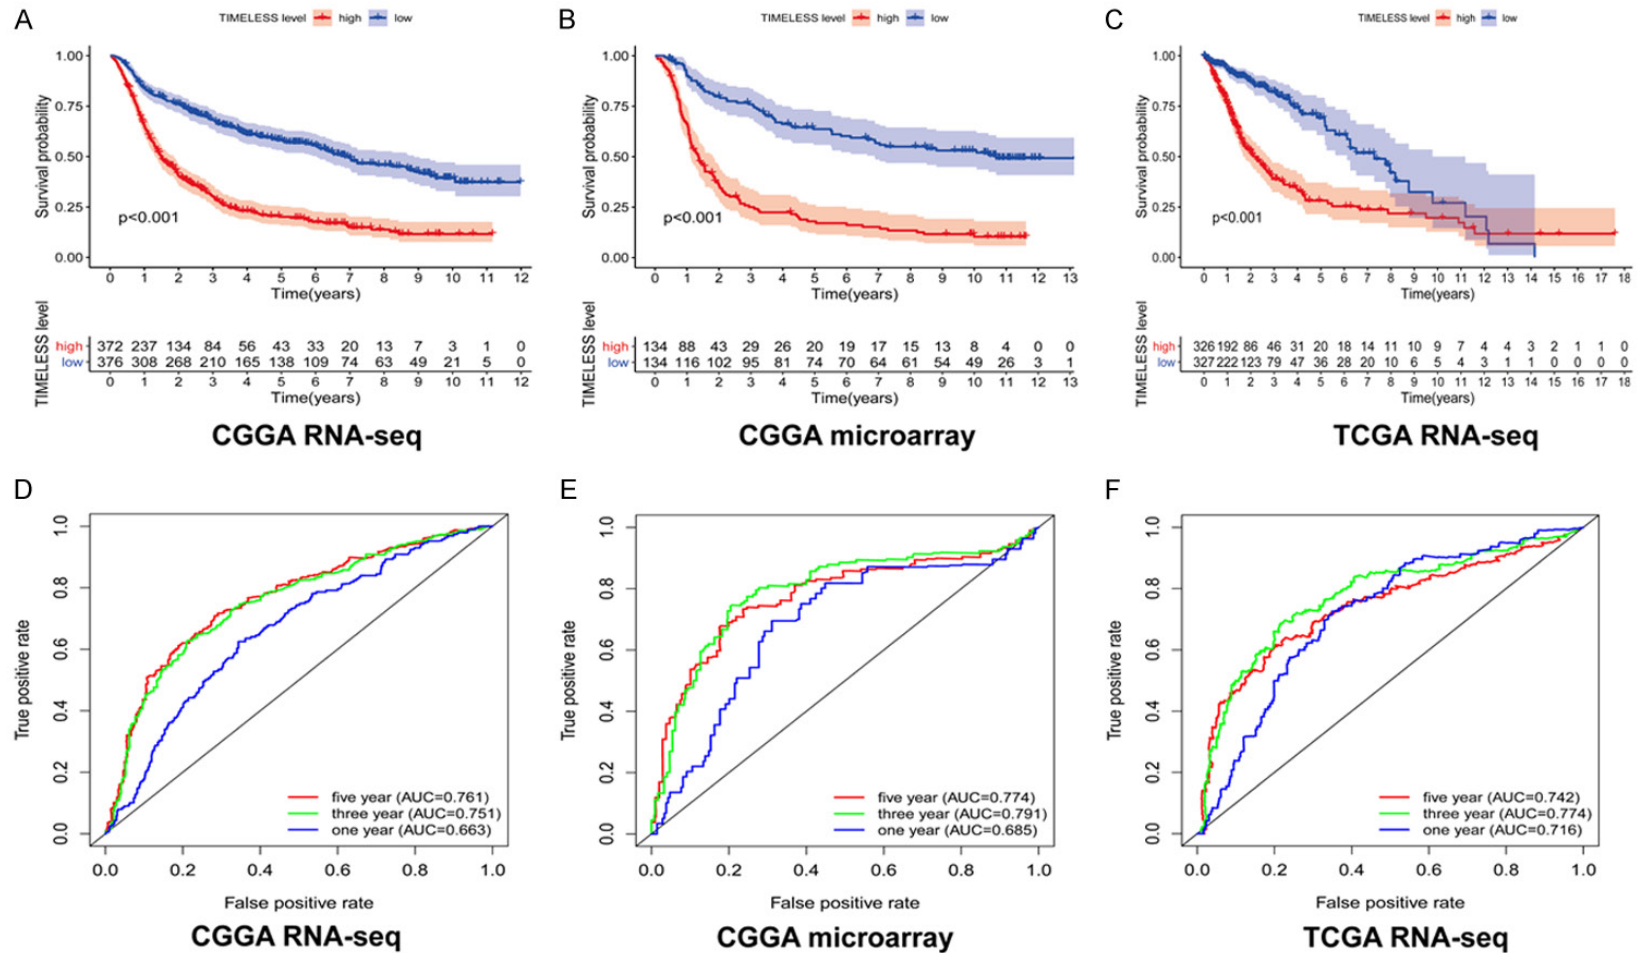 A
TIMELESS level high low
1.00
0.75
0.50
0.25
0.00
Survival probability
p<0.001
0 1 2 3 4 5 6 7 8 9 10 11 12
Time(years)
TIMELESS level
high 372 237 134 84 56 43 33 20 13 7 3 1 0
low 376 308 268 210 165 138 109 74 63 49 21 5 0
0 1 2 3 4 5 6 7 8 9 10 11 12
Time(years)
CGGA RNA-seq
B
TIMELESS level high low
1.00
0.75
0.50
0.25
0.00
Survival probability
p<0.001
0 1 2 3 4 5 6 7 8 9 10 11 12 13
Time(years)
TIMELESS level
high 134 88 43 29 26 20 19 17 15 13 8 4 0 0
low 134 116 102 95 81 74 70 64 61 54 49 26 3 1
0 1 2 3 4 5 6 7 8 9 10 11 12 13
Time(years)
CGGA microarray
C
TIMELESS level high low
1.00
0.75
0.50
0.25
0.00
Survival probability
p<0.001
0 1 2 3 4 5 6 7 8 9 10 11 12 13 14 15 16 17 18
Time(years)
TIMELESS level
high 326 192 86 46 31 20 18 14 11 10 9 7 4 4 3 2 1 1 0
low 327 222 123 79 47 36 28 20 10 6 5 4 3 1 1 0 0 0 0
0 1 2 3 4 5 6 7 8 9 10 11 12 13 14 15 16 17 18
Time(years)
TCGA RNA-seq
D
1.0
0.8
0.6
0.4
0.2
0.0
True positive rate
five year (AUC=0.761)
three year (AUC=0.751)
one year (AUC=0.663)
0.0 0.2 0.4 0.6 0.8 1.0
False positive rate
CGGA RNA-seq
E
1.0
0.8
0.6
0.4
0.2
0.0
True positive rate
five year (AUC=0.774)
three year (AUC=0.791)
one year (AUC=0.685)
0.0 0.2 0.4 0.6 0.8 1.0
False positive rate
CGGA microarray
F
1.0
0.8
0.6
0.4
0.2
0.0
True positive rate
five year (AUC=0.742)
three year (AUC=0.774)
one year (AUC=0.716)
0.0 0.2 0.4 0.6 0.8 1.0
False positive rate
TCGA RNA-seq